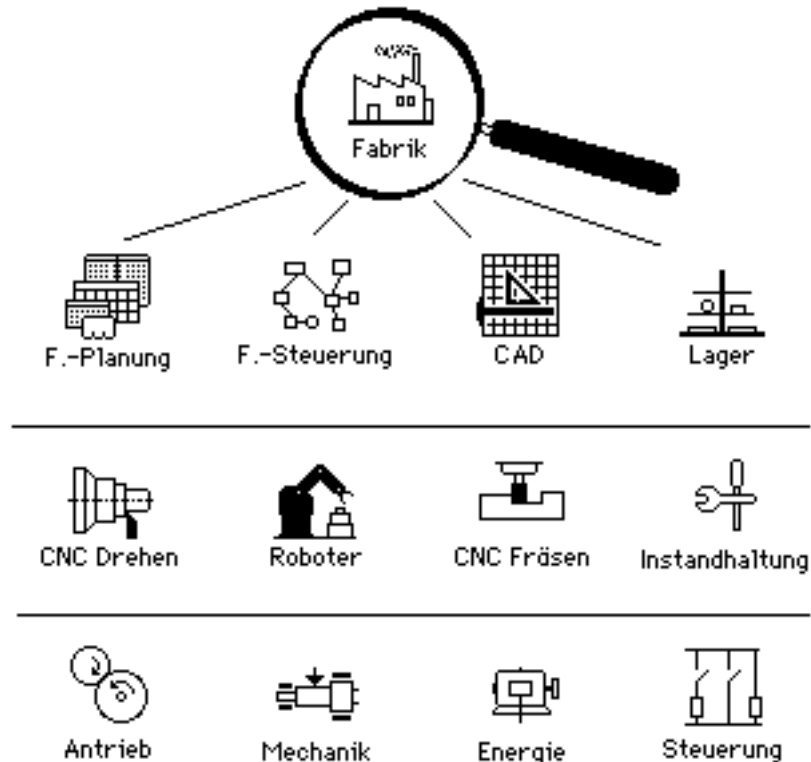 Fabrik
F.-Planung
F.-Steuerung
CAD
Lager
CNC Drehen
Roboter
CNC Fräsen
Instandhaltung
Antrieb
Mechanik
Energie
Steuerung